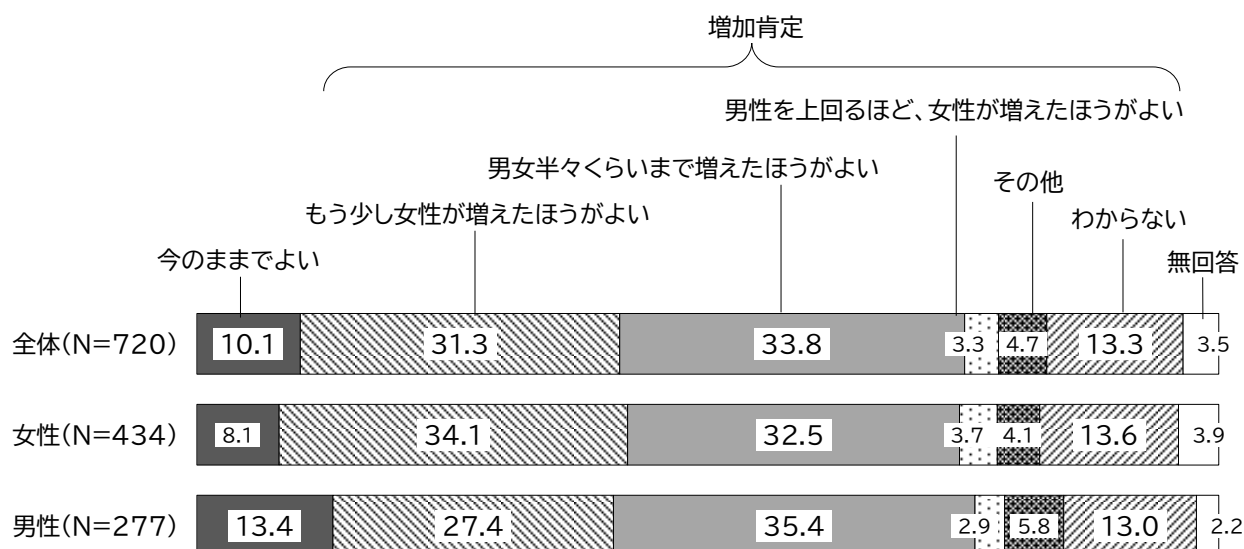 増加肯定
男性を上回るほど、女性が増えたほうがよい
男女半々くらいまで増えたほうがよい
その他
もう少し女性が増えたほうがよい
わからない
今のままでよい
無回答
全体(N=720) 10.1 31.3 33.8 3.3 4.7 13.3 3.5
女性(N=434) 8.1 34.1 32.5 3.7 4.1 13.6 3.9
男性(N=277) 13.4 27.4 35.4 2.9 5.8 13.0 2.2